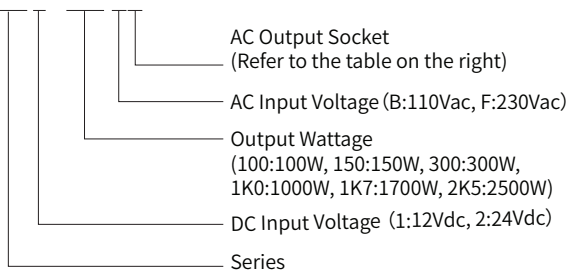 AC Output Socket
(Refer to the table on the right)
AC Input Voltage (B:110Vac, F:230Vac)
Output Wattage
(100:100W, 150:150W, 300:300W,
1K0:1000W, 1K7:1700W, 2K5:2500W)
DC Input Voltage (1:12Vdc, 2:24Vdc)
Series